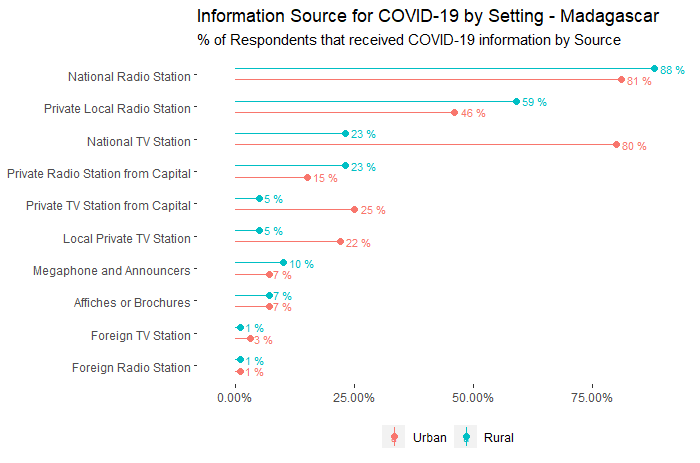 Information Source for COVID-19 by Setting - Madagascar
% of Respondents that received COVID-19 information by Source
National Radio Station
88 %
81 %
Private Local Radio Station
59 %
46 %
National TV Station
23 %
80 %
Private Radio Station from Capital
23 %
15 %
Private TV Station from Capital
5 %
25 %
Local Private TV Station
5 %
22 %
Megaphone and Announcers
10 %
7 %
Affiches or Brochures
7 %
7 %
Foreign TV Station
1 %
3 %
Foreign Radio Station
1 %
1 %
0.00% 25.00% 50.00% 75.00%
Urban Rural